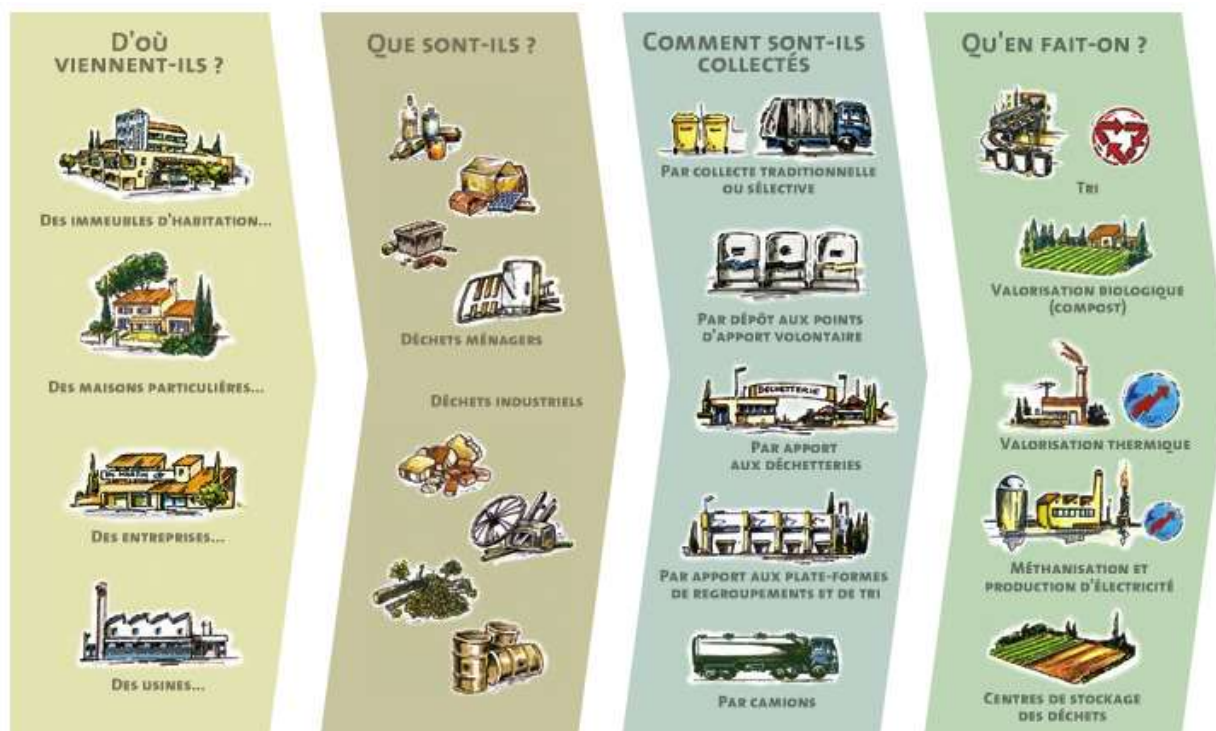 D'OÙ
VIENNENT-ILS ?
DES IMMEUBLES D'HABITATION...
DES MAISONS PARTICULIÈRES...
DES ENTREPRISES...
DES USINES...
QUE SONT-ILS ?
DÉCHETS MÉNAGERS
DÉCHETS INDUSTRIELS
COMMENT SONT-ILS
COLLECTÉS
PAR COLLECTE TRADITIONNELLE
OU SÉLECTIVE
PAR DÉPÔT AUX POINTS
D'APPORT VOLONTAIRE
DÉCHETTERIE
PAR APPORT
AUX DÉCHETTERIES
PAR APPORT AUX PLATE-FORMES
DE REGROUPEMENTS ET DE TRI
PAR CAMIONS
QU'EN FAIT-ON ?
TRI
VALORISATION BIOLOGIQUE
(COMPOST)
VALORISATION THERMIQUE
MÉTHANISATION ET
PRODUCTION D'ÉLECTRICITÉ
CENTRES DE STOCKAGE
DES DÉCHETS